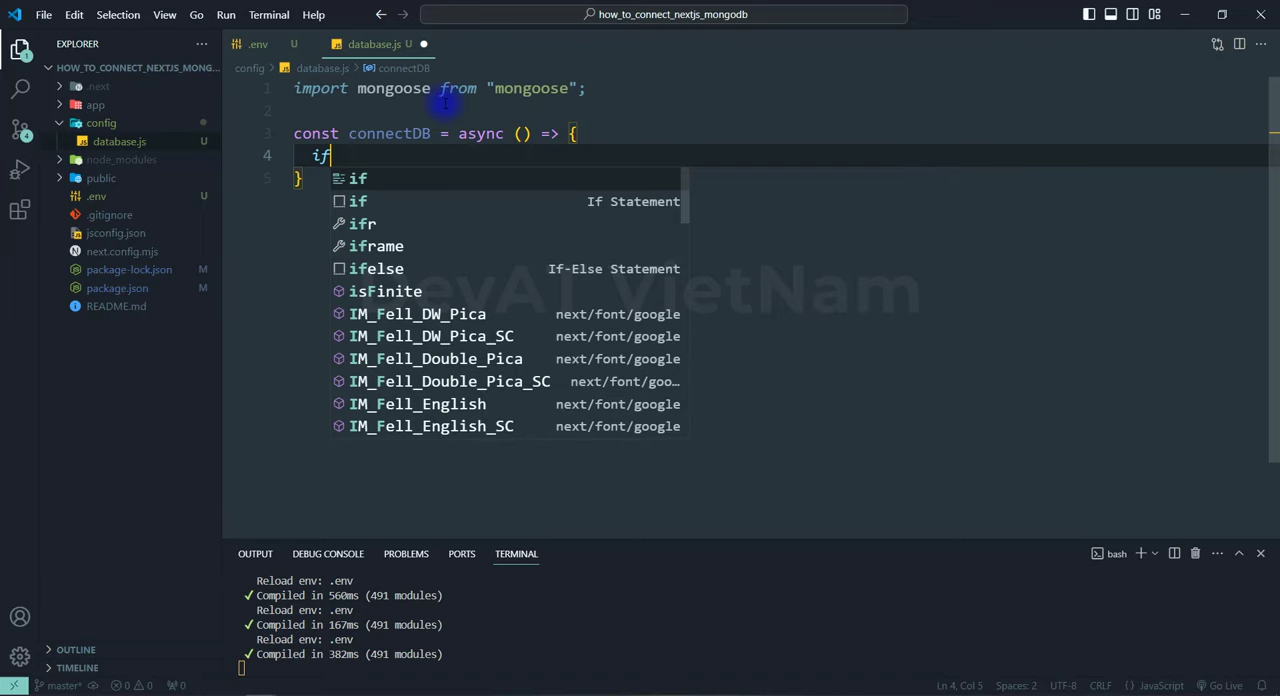 File Edit Selection View Go Run Terminal Help
how_to_connect_nextjs_mongodb
EXPLORER
HOW_TO_CONNECT_NEXTJS_MONG...
.next
app
config
database.js U
node_modules
public
.env U
.gitignore
jsconfig.json
next.config.mjs
package-lock.json M
package.json M
README.md
OUTLINE
TIMELINE
1
4
.env U database.js U
config database.js connectDB
1 import mongoose from "mongoose";
2
3 const connectDB = async () => {
4 if
5 }
if
if If Statement
ifr
iframe
ifelse If-Else Statement
isFinite
IM_Fell_DW_Pica next/font/google
IM_Fell_DW_Pica_SC next/font/google
IM_Fell_Double_Pica next/font/google
IM_Fell_Double_Pica_SC next/font/goo...
IM_Fell_English next/font/google
IM_Fell_English_SC next/font/google
DevAT VietNam
OUTPUT DEBUG CONSOLE PROBLEMS PORTS TERMINAL
bash
Reload env: .env
✓ Compiled in 560ms (491 modules)
Reload env: .env
✓ Compiled in 167ms (491 modules)
Reload env: .env
✓ Compiled in 382ms (491 modules)
master* 0 0 0 Ln 4, Col 5 Spaces: 2 UTF-8 CRLF {} JavaScript Go Live